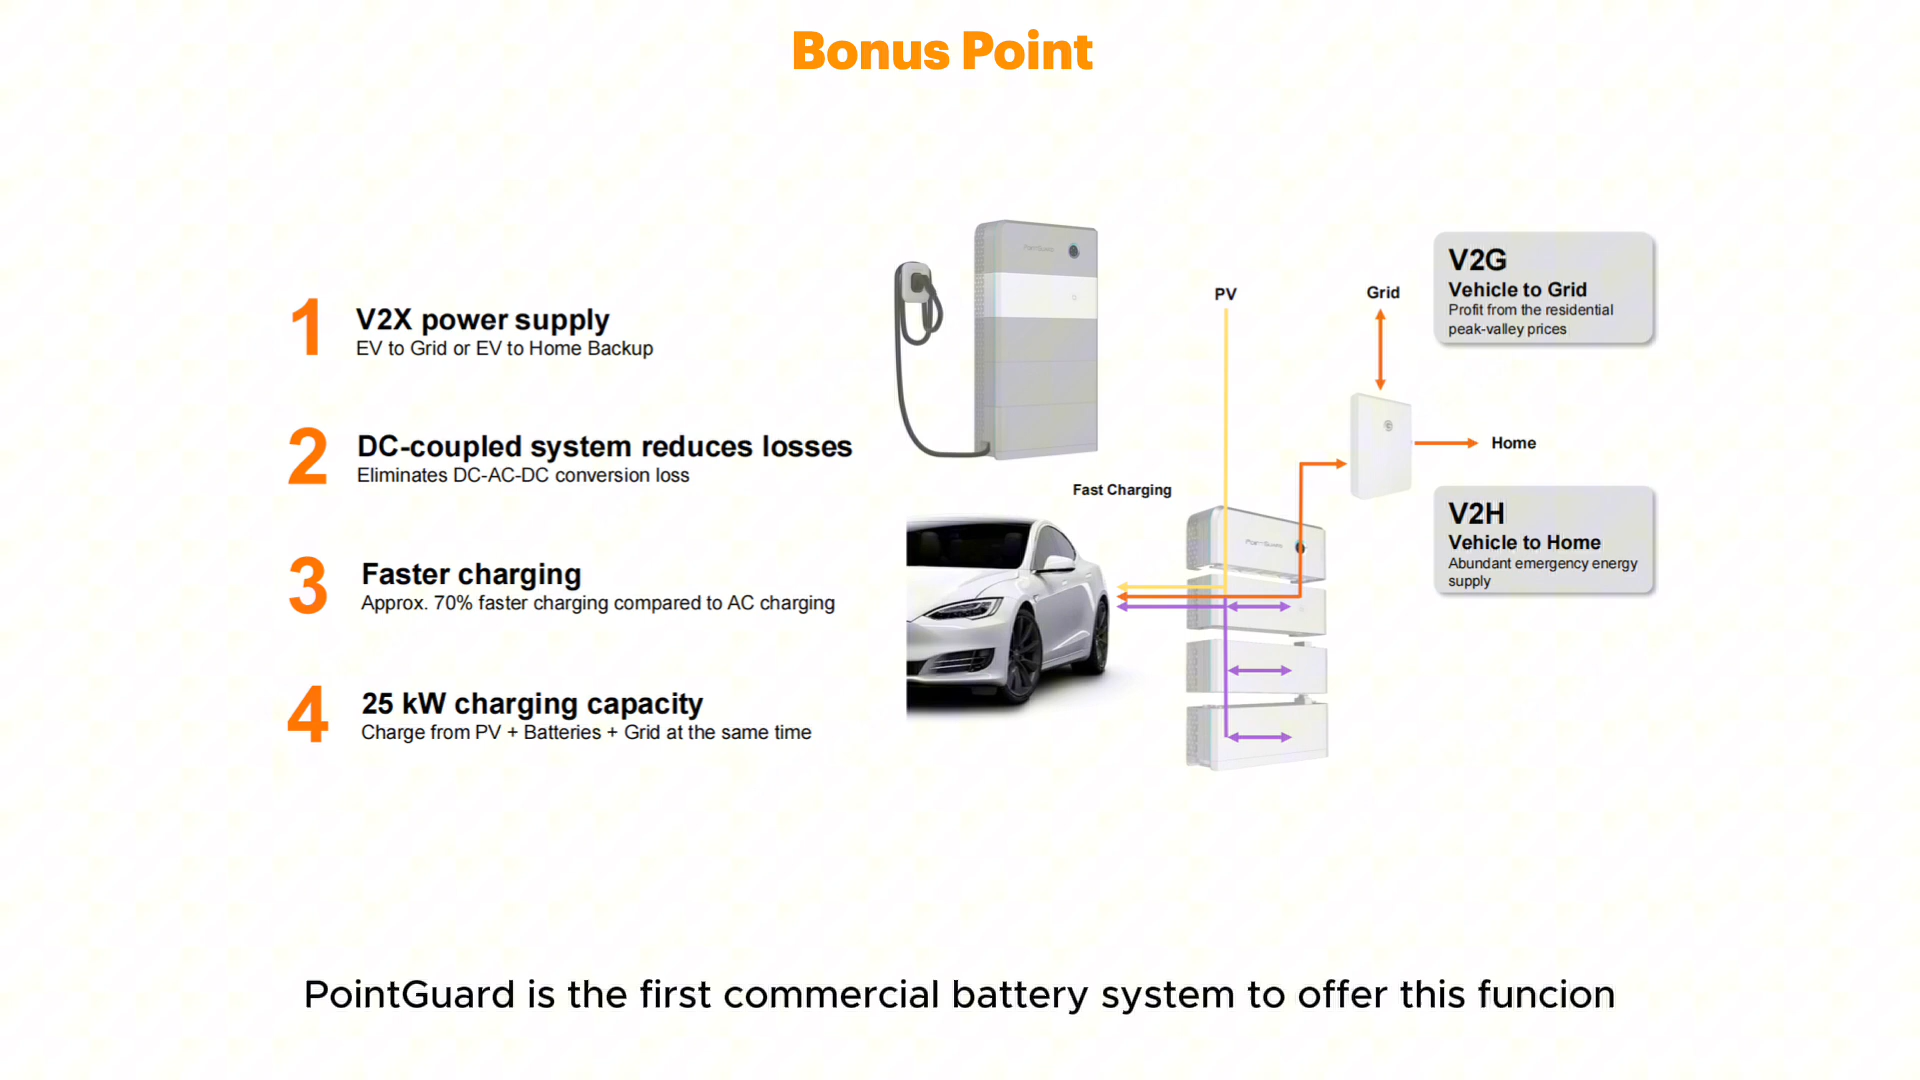 Bonus Point
1
V2X power supply
EV to Grid or EV to Home Backup
2
DC-coupled system reduces losses
Eliminates DC-AC-DC conversion loss
3
Faster charging
Approx. 70% faster charging compared to AC charging
4
25 kW charging capacity
Charge from PV + Batteries + Grid at the same time
PointGuard
PV
Grid
Home
Fast Charging
PointGuard
V2G
Vehicle to Grid
Profit from the residential
peak-valley prices
V2H
Vehicle to Home
Abundant emergency energy
supply
PointGuard is the first commercial battery system to offer this funcion